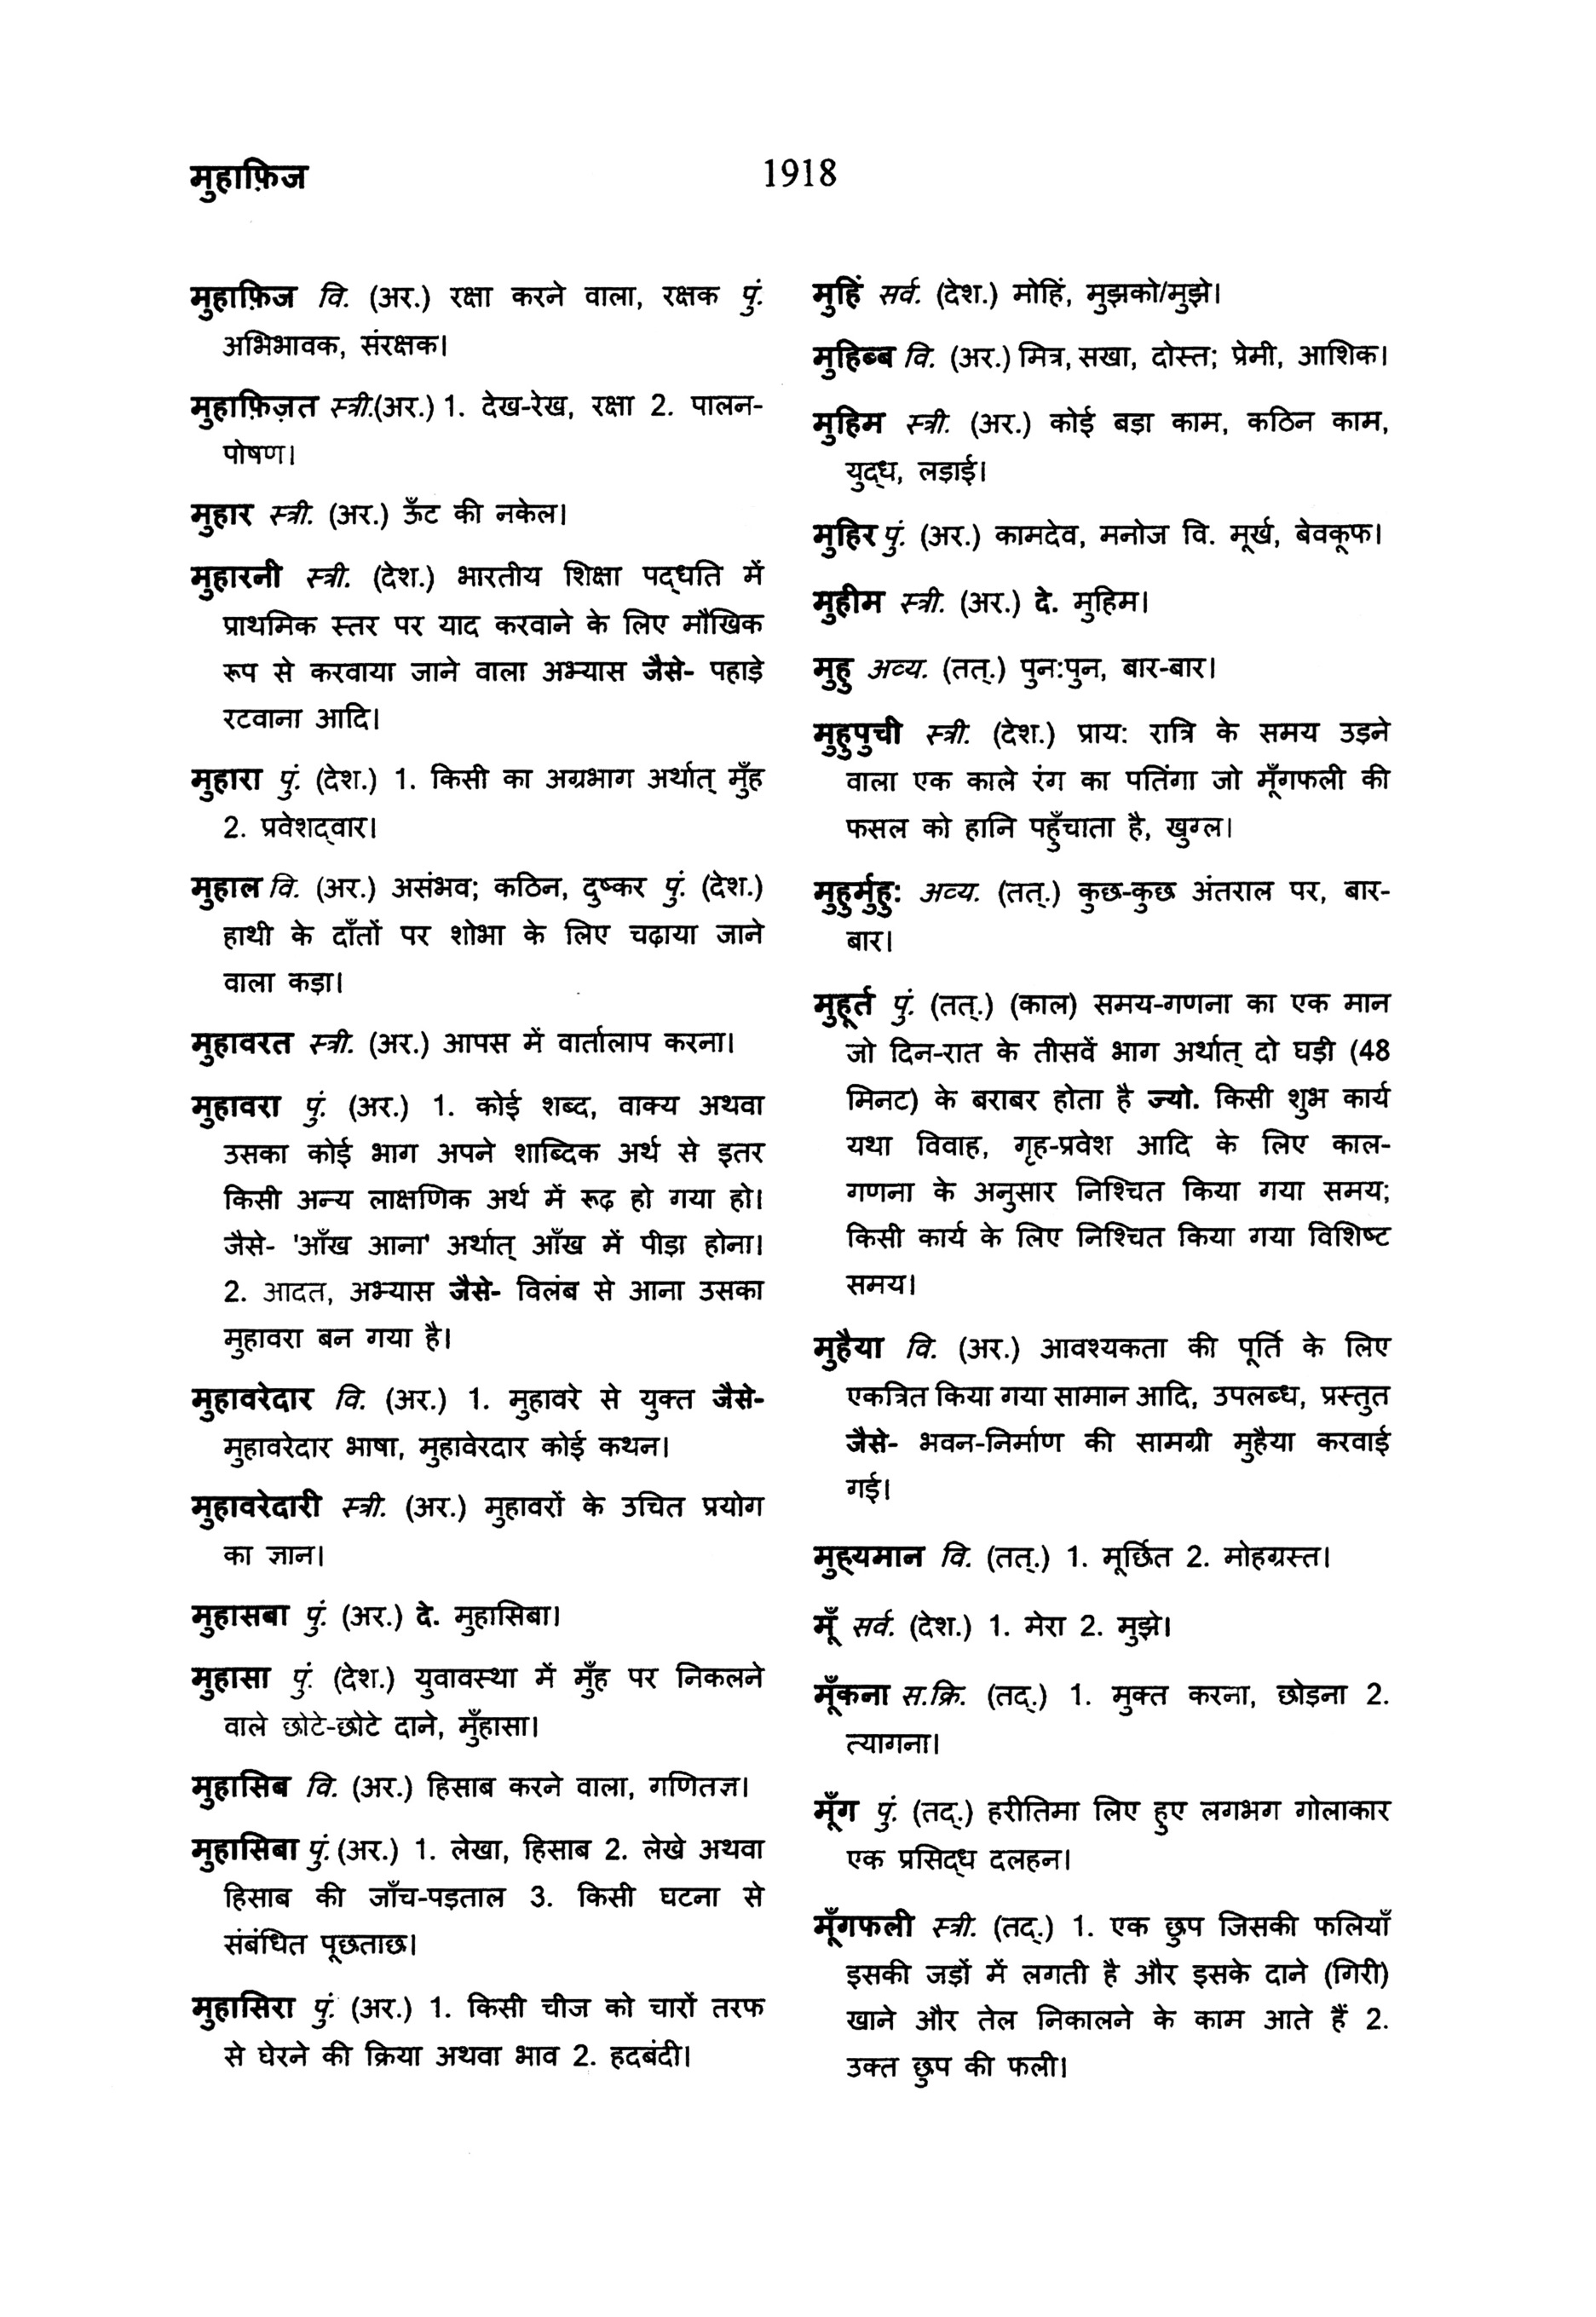 मुहाफ़िज
1918
मुहाफ़िज वि. (अर.) रक्षा करने वाला, रक्षक पुं.
अभिभावक, संरक्षक।
मुहाफ़िज़त स्त्री.(अर.) 1. देख-रेख, रक्षा 2. पालन-
पोषण।
मुहार स्त्री. (अर.) ऊँट की नकेल।
मुहारनी स्त्री. (देश.) भारतीय शिक्षा पद्धति में
प्राथमिक स्तर पर याद करवाने के लिए मौखिक
रूप से करवाया जाने वाला अभ्यास जैसे- पहाड़े
रटवाना आदि।
मुहारा पुं. (देश.) 1. किसी का अग्रभाग अर्थात् मुँह
2. प्रवेशद्वार।
मुहाल वि. (अर.) असंभव; कठिन, दुष्कर पुं. (देश.)
हाथी के दाँतों पर शोभा के लिए चढ़ाया जाने
वाला कड़ा।
मुहावरत स्त्री. (अर.) आपस में वार्तालाप करना।
मुहावरा पुं. (अर.) 1. कोई शब्द, वाक्य अथवा
उसका कोई भाग अपने शाब्दिक अर्थ से इतर
किसी अन्य लाक्षणिक अर्थ में रूढ़ हो गया हो।
जैसे- 'आँख आना' अर्थात् आँख में पीड़ा होना।
2. आदत, अभ्यास जैसे- विलंब से आना उसका
मुहावरा बन गया है।
मुहावरेदार वि. (अर.) 1. मुहावरे से युक्त जैसे-
मुहावरेदार भाषा, मुहावेरदार कोई कथन।
मुहावरेदारी स्त्री. (अर.) मुहावरों के उचित प्रयोग
का ज्ञान।
मुहासबा पुं. (अर.) दे. मुहासिबा।
मुहासा पुं. (देश.) युवावस्था में मुँह पर निकलने
वाले छोटे-छोटे दाने, मुँहासा।
मुहासिब वि. (अर.) हिसाब करने वाला, गणितज्ञ।
मुहासिबा पुं. (अर.) 1. लेखा, हिसाब 2. लेखे अथवा
हिसाब की जाँच-पड़ताल 3. किसी घटना से
संबंधित पूछताछ।
मुहासिरा पुं. (अर.) 1. किसी चीज को चारों तरफ
से घेरने की क्रिया अथवा भाव 2. हदबंदी।
मुहिं सर्व. (देश.) मोहिं, मुझको/मुझे।
मुहिब्ब वि. (अर.) मित्र, सखा, दोस्त; प्रेमी, आशिक।
मुहिम स्त्री. (अर.) कोई बड़ा काम, कठिन काम,
युद्ध, लड़ाई।
मुहिर पुं. (अर.) कामदेव, मनोज वि. मूर्ख, बेवकूफ।
मुहीम स्त्री. (अर.) दे. मुहिम।
मुहु अव्य. (तत्.) पुन:पुन, बार-बार।
मुहुपुची स्त्री. (देश.) प्राय: रात्रि के समय उड़ने
वाला एक काले रंग का पतिंगा जो मूँगफली की
फसल को हानि पहुँचाता है, खुग्ल।
मुहुर्मुहु: अव्य. (तत्.) कुछ-कुछ अंतराल पर, बार-
बार।
मुहूर्त पुं. (तत्.) (काल) समय-गणना का एक मान
जो दिन-रात के तीसवें भाग अर्थात् दो घड़ी (48
मिनट) के बराबर होता है ज्यो. किसी शुभ कार्य
यथा विवाह, गृह-प्रवेश आदि के लिए काल-
गणना के अनुसार निश्चित किया गया समय;
किसी कार्य के लिए निश्चित किया गया विशिष्ट
समय।
मुहैया वि. (अर.) आवश्यकता की पूर्ति के लिए
एकत्रित किया गया सामान आदि, उपलब्ध, प्रस्तुत
जैसे- भवन-निर्माण की सामग्री मुहैया करवाई
गई।
मुह्यमान वि. (तत्.) 1. मूर्छित 2. मोहग्रस्त।
मूँ सर्व. (देश.) 1. मेरा 2. मुझे।
मूँकना स.क्रि. (तद्.) 1. मुक्त करना, छोड़ना 2.
त्यागना।
मूँग पुं. (तद्.) हरीतिमा लिए हुए लगभग गोलाकार
एक प्रसिद्ध दलहन।
मूँगफली स्त्री. (तद्.) 1. एक छुप जिसकी फलियाँ
इसकी जड़ों में लगती है और इसके दाने (गिरी)
खाने और तेल निकालने के काम आते हैं 2.
उक्त छुप की फली।